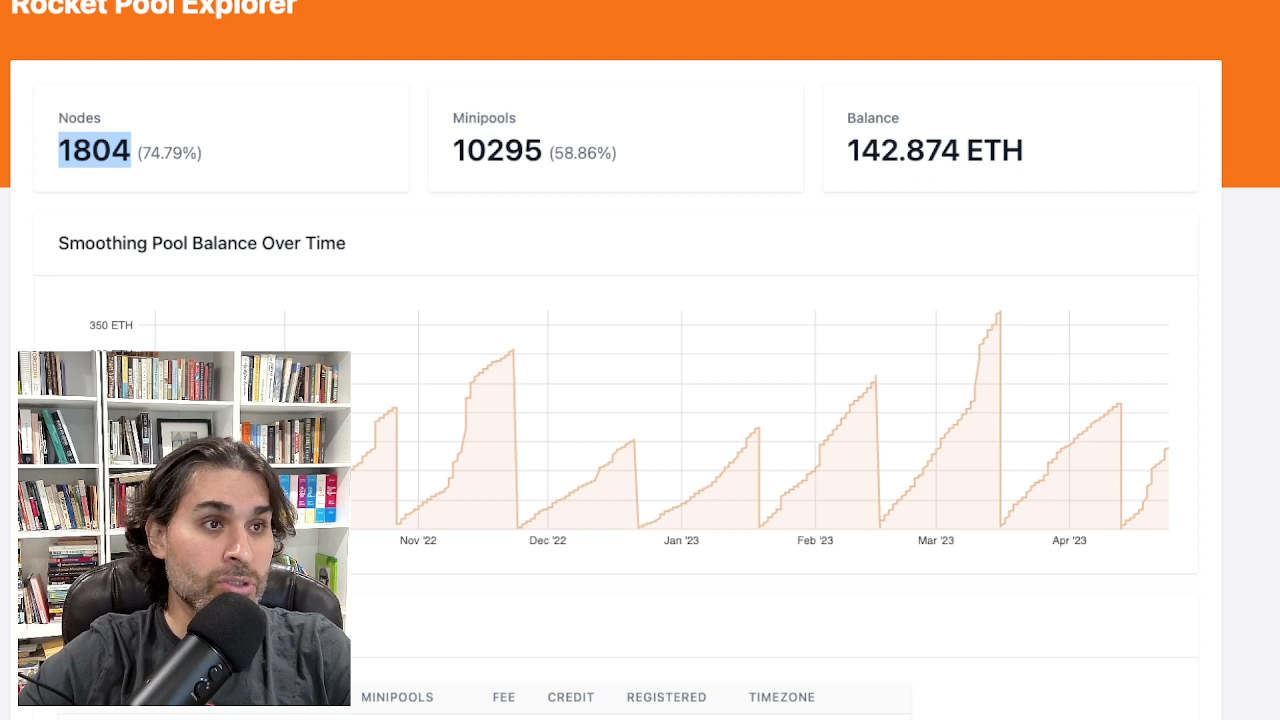 Rocket Pool Explorer
Nodes
1804 (74.79%)
Minipools
10295 (58.86%)
Balance
142.874 ETH
Smoothing Pool Balance Over Time
350 ETH
Nov '22
Dec '22
Jan '23
Feb '23
Mar '23
Apr '23
MINIPOOLS
FEE
CREDIT
REGISTERED
TIMEZONE